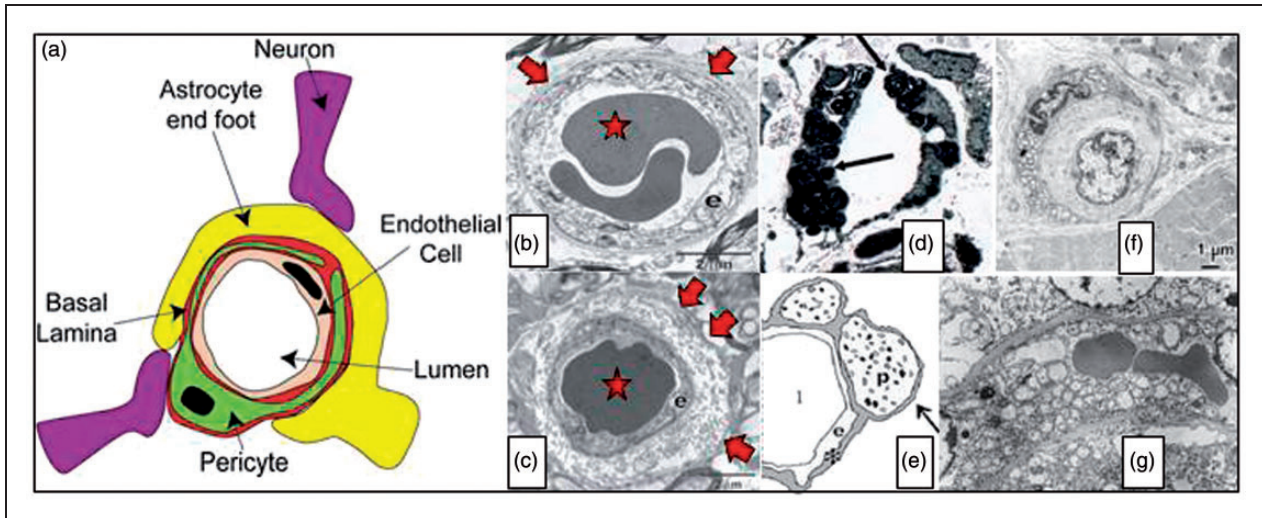 (a)
Neuron
Astrocyte
end foot
Endothelial
Cell
Basal
Lamina
Lumen
Pericyte
(b)
e
(c)
e
(d)
(e)
l
p
e
(f)
1 µm
(g)